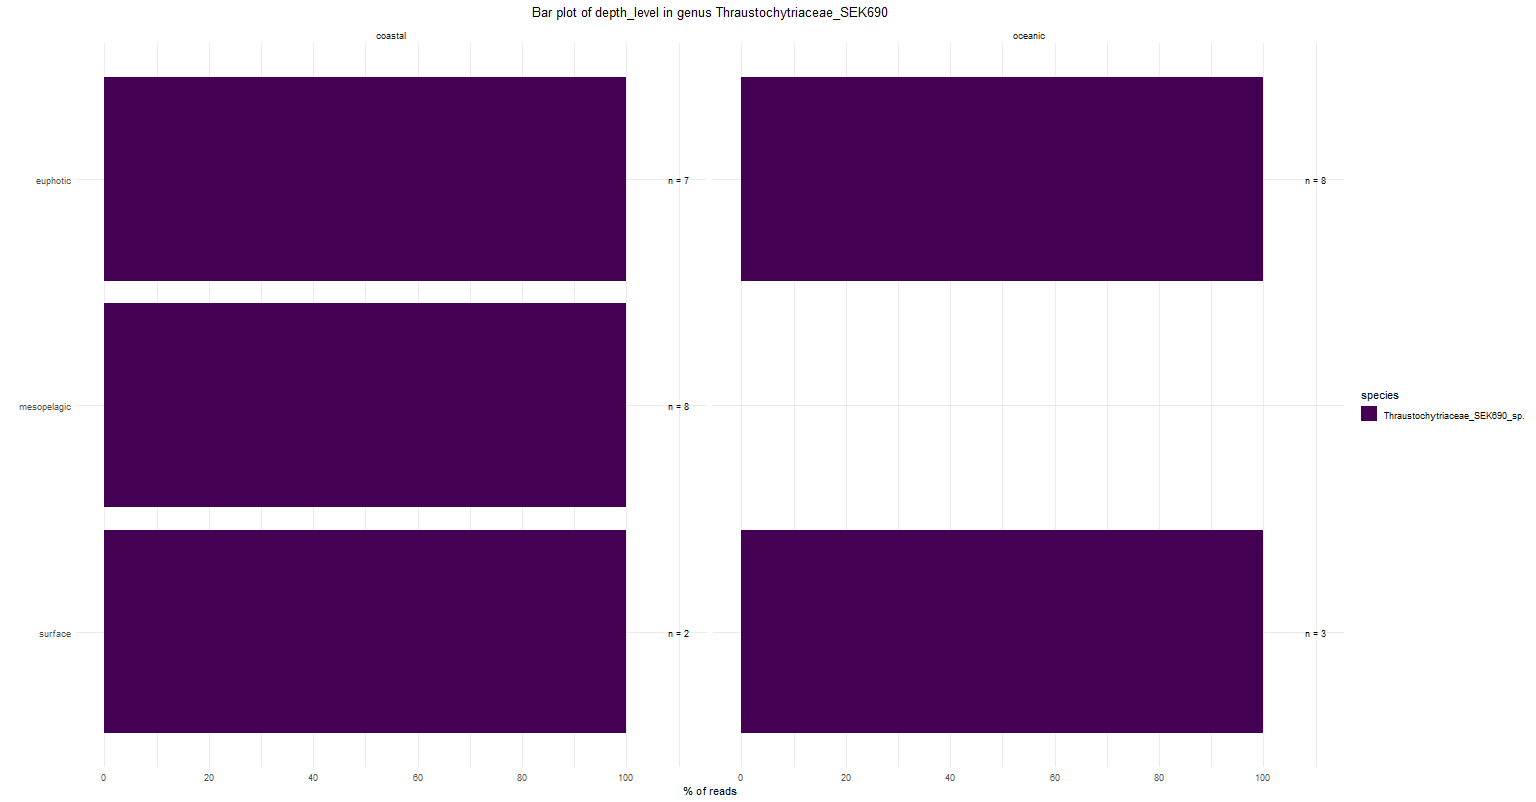 Bar plot of depth_level in genus Thraustochytriaceae_SEK690
coastal
oceanic
euphotic
n = 7
n = 8
mesopelagic
n = 8
surface
n = 2
n = 3
0 20 40 60 80 100
0 20 40 60 80 100
% of reads
species
Thraustochytriaceae_SEK690_sp.